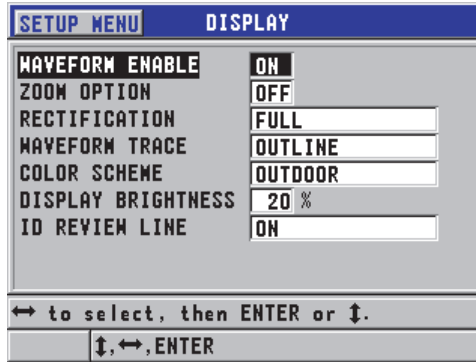 SETUP MENU DISPLAY
WAVEFORM ENABLE ON
ZOOM OPTION OFF
RECTIFICATION FULL
WAVEFORM TRACE OUTLINE
COLOR SCHEME OUTDOOR
DISPLAY BRIGHTNESS 20 %
ID REVIEW LINE ON
↔ to select, then ENTER or ↕.
↕,↔,ENTER